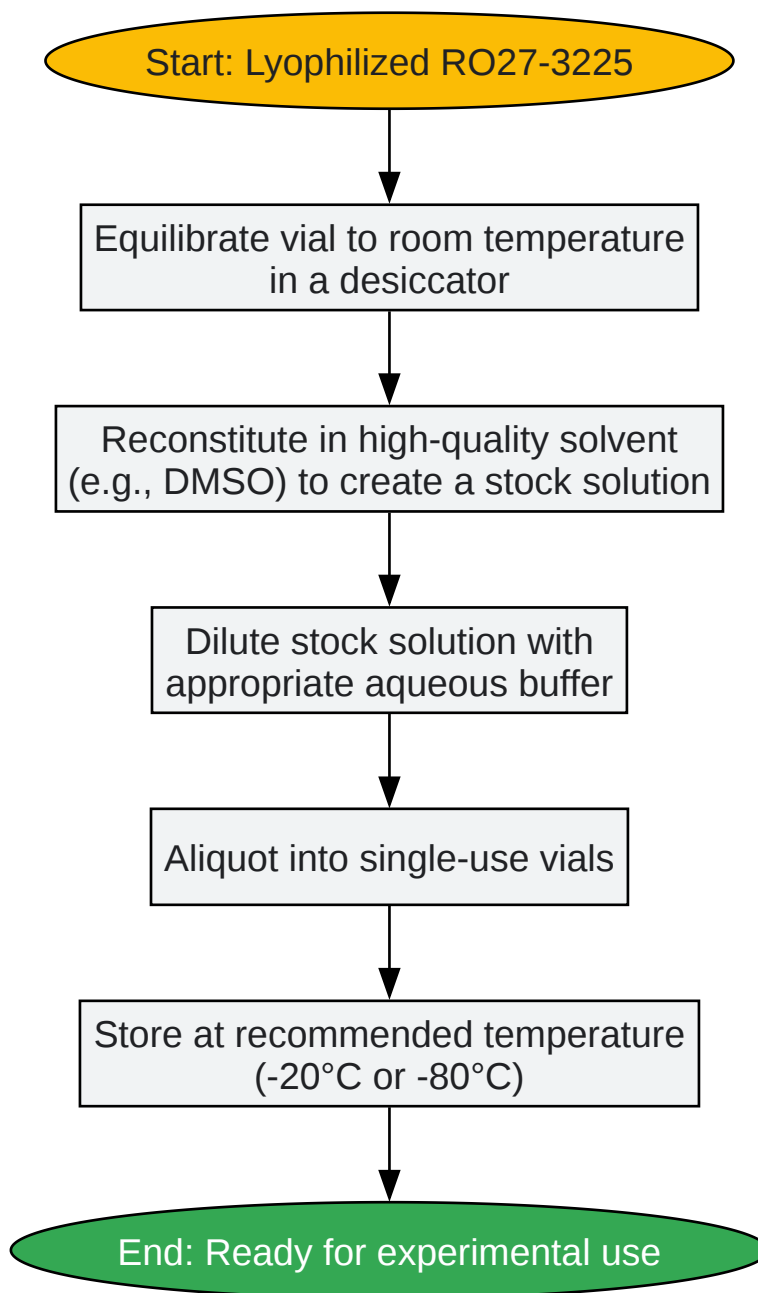 Start: Lyophilized RO27-3225
Equilibrate vial to room temperature
in a desiccator
Reconstitute in high-quality solvent
(e.g., DMSO) to create a stock solution
Dilute stock solution with
appropriate aqueous buffer
Aliquot into single-use vials
Store at recommended temperature
(-20°C or -80°C)
End: Ready for experimental use